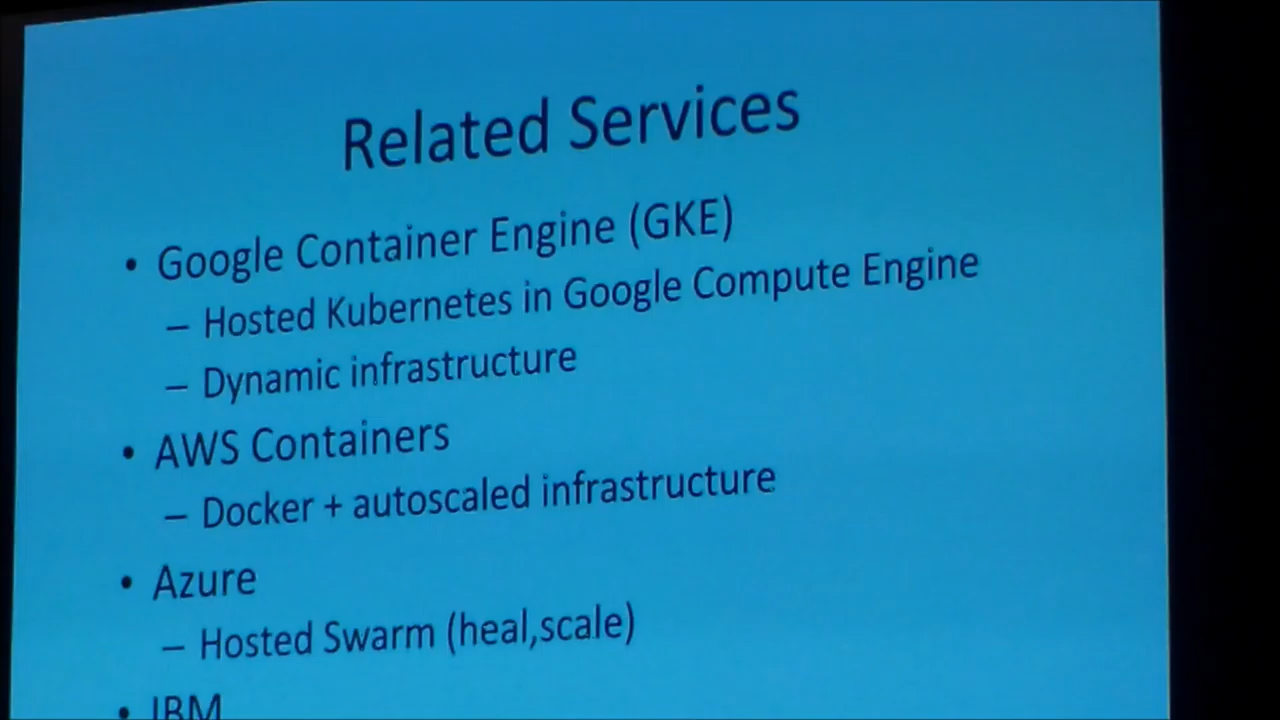 Related Services
• Google Container Engine (GKE)
– Hosted Kubernetes in Google Compute Engine
– Dynamic infrastructure
• AWS Containers
– Docker + autoscaled infrastructure
• Azure
– Hosted Swarm (heal,scale)
• IBM